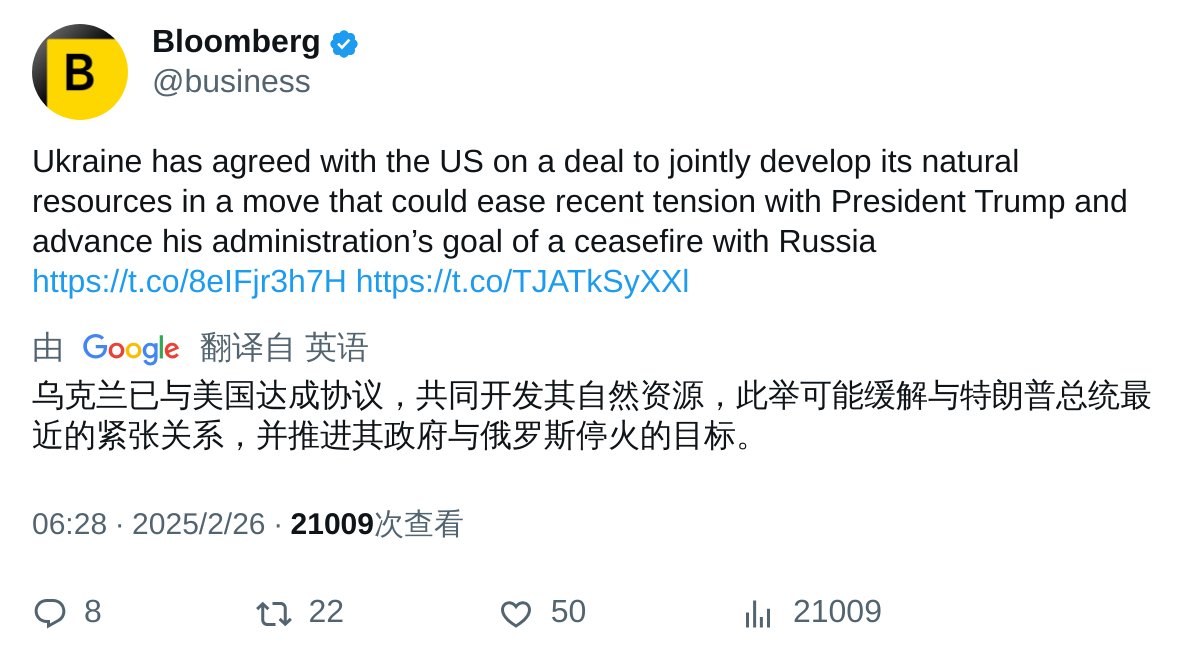 B
Bloomberg
@business
Ukraine has agreed with the US on a deal to jointly develop its natural
resources in a move that could ease recent tension with President Trump and
advance his administration’s goal of a ceasefire with Russia
https://t.co/8eIFjr3h7H https://t.co/TJATkSyXXl
由 Google 翻译自 英语
乌克兰已与美国达成协议，共同开发其自然资源，此举可能缓解与特朗普总统最
近的紧张关系，并推进其政府与俄罗斯停火的目标。
06:28 · 2025/2/26 · 21009次查看
8 22 50 21009